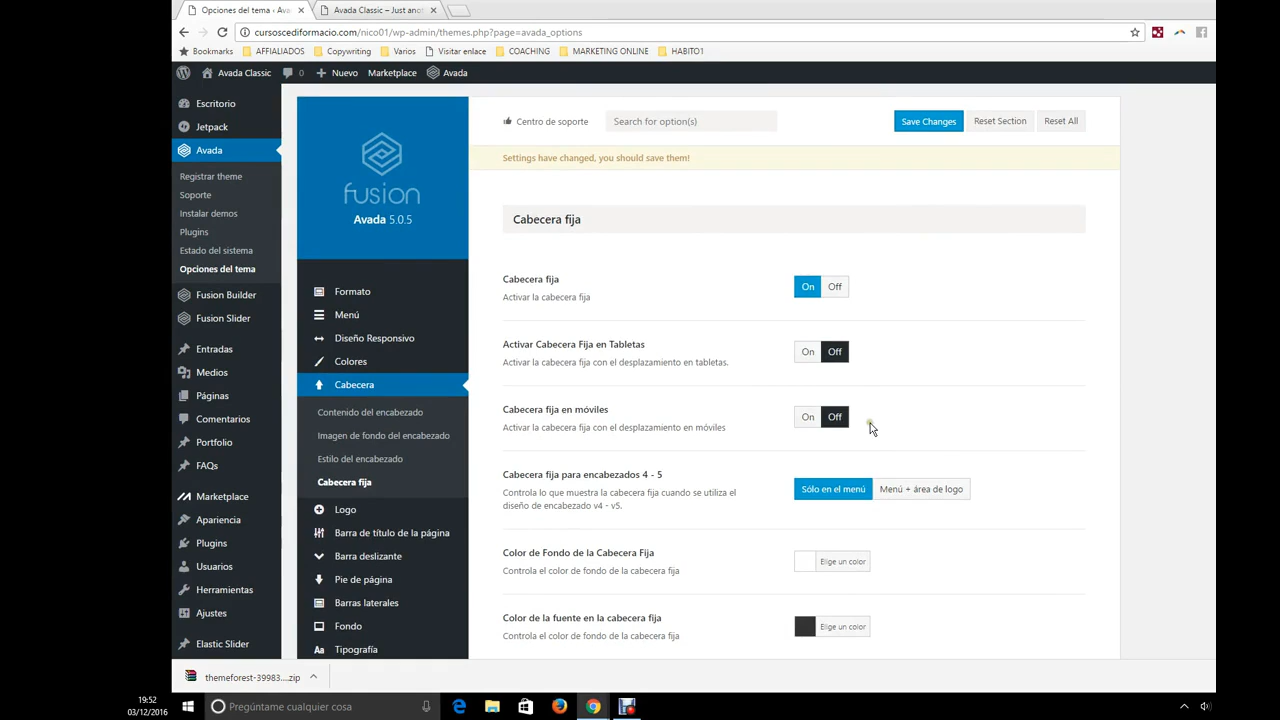 Opciones del tema ‹ Ava
Avada Classic – Just ano
cursoscediformacio.com/nico01/wp-admin/themes.php?page=avada_options
Bookmarks
AFFIALIADOS
Copywriting
Varios
Visitar enlace
COACHING
MARKETING ONLINE
HABITO1
Avada Classic
0
Nuevo
Marketplace
Avada
Escritorio
Jetpack
Avada
Registrar theme
Soporte
Instalar demos
Plugins
Estado del sistema
Opciones del tema
Fusion Builder
Fusion Slider
Entradas
Medios
Páginas
Comentarios
Portfolio
FAQs
Marketplace
Apariencia
Plugins
Usuarios
Herramientas
Ajustes
Elastic Slider
fusion
Avada 5.0.5
Formato
Menú
Diseño Responsivo
Colores
Cabecera
Contenido del encabezado
Imagen de fondo del encabezado
Estilo del encabezado
Cabecera fija
Logo
Barra de título de la página
Barra deslizante
Pie de página
Barras laterales
Fondo
Tipografía
Centro de soporte
Search for option(s)
Save Changes
Reset Section
Reset All
Settings have changed, you should save them!
Cabecera fija
Cabecera fija
Activar la cabecera fija
On Off
Activar Cabecera Fija en Tabletas
Activar la cabecera fija con el desplazamiento en tabletas.
On Off
Cabecera fija en móviles
Activar la cabecera fija con el desplazamiento en móviles
On Off
Cabecera fija para encabezados 4 - 5
Controla lo que muestra la cabecera fija cuando se utiliza el
diseño de encabezado v4 - v5.
Sólo en el menú
Menú + área de logo
Color de Fondo de la Cabecera Fija
Controla el color de fondo de la cabecera fija
Elige un color
Color de la fuente en la cabecera fija
Controla el color de fondo de la cabecera fija
Elige un color
themeforest-39983....zip
19:52
03/12/2016
Pregúntame cualquier cosa